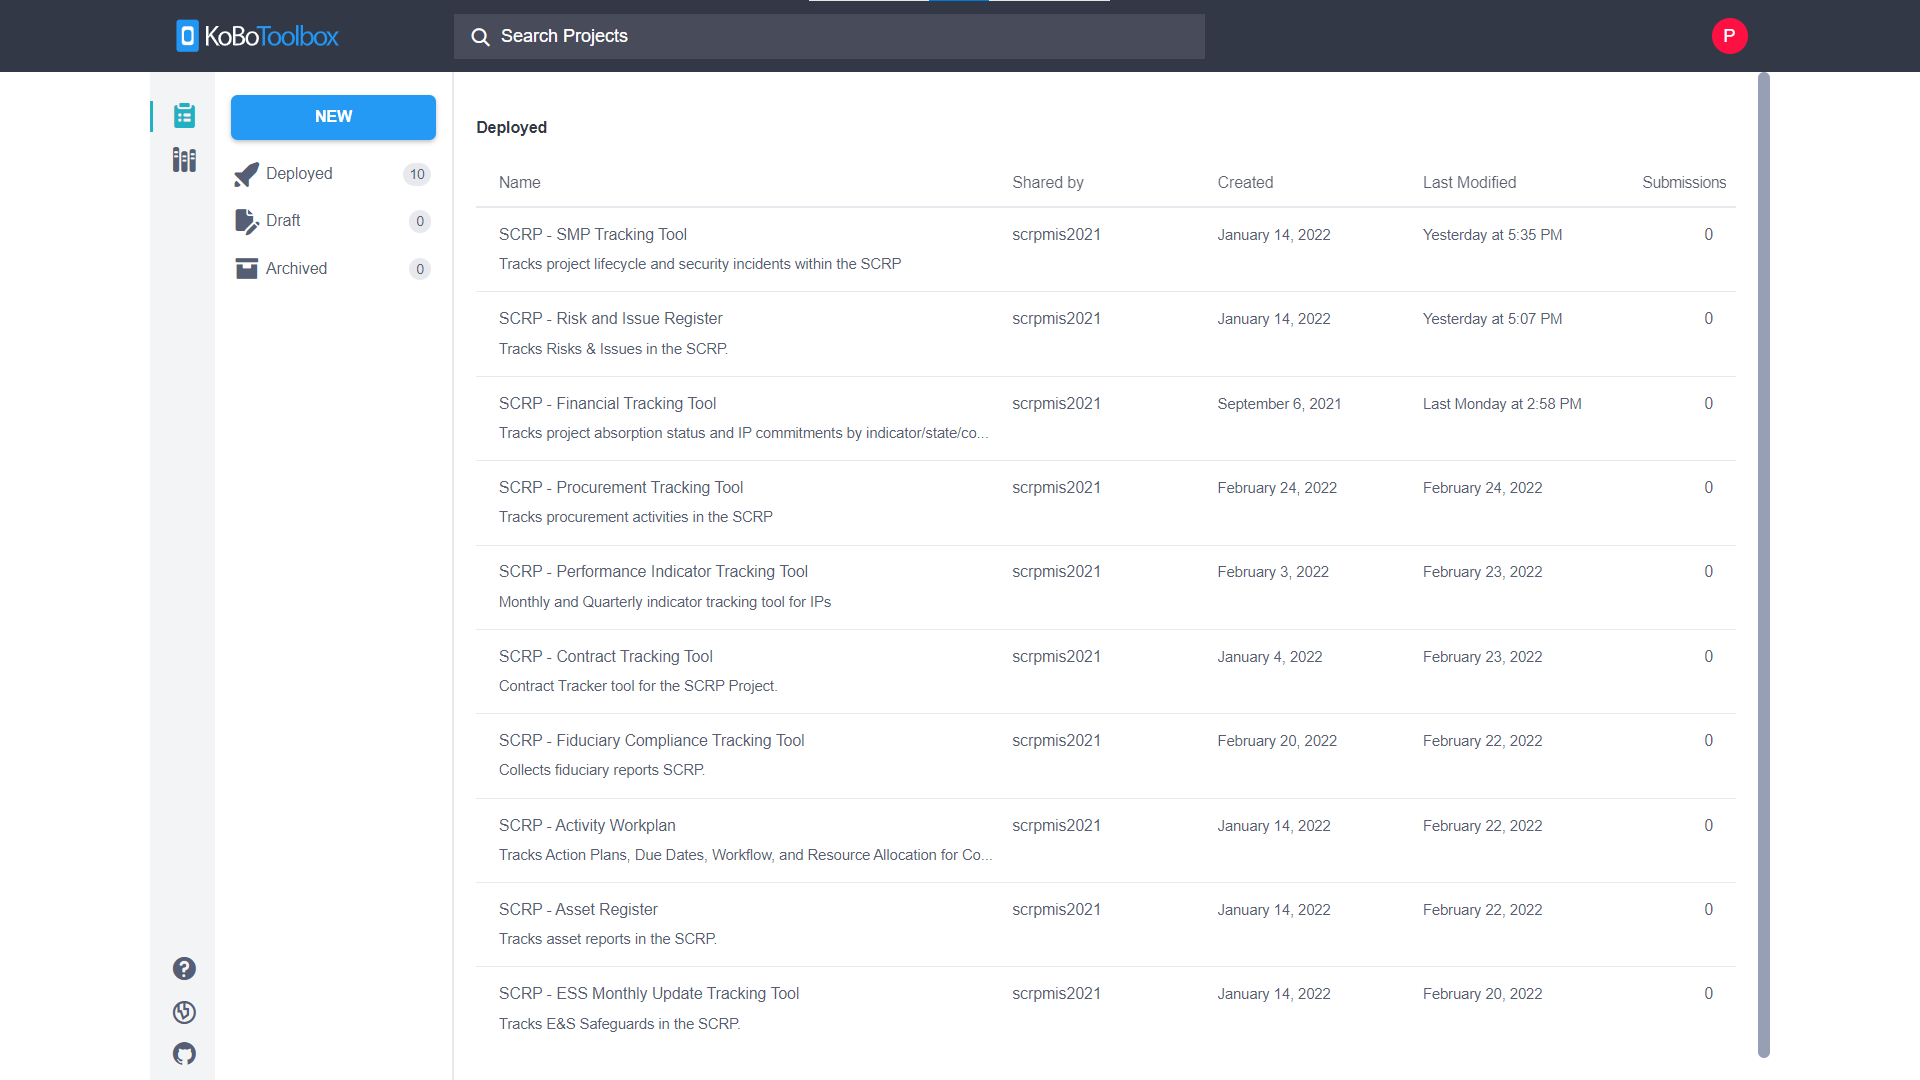 KoBoToolbox
Search Projects
P
NEW
Deployed 10
Draft 0
Archived 0
Deployed
Name Shared by Created Last Modified Submissions
SCRP - SMP Tracking Tool scrpmis2021 January 14, 2022 Yesterday at 5:35 PM 0
Tracks project lifecycle and security incidents within the SCRP
SCRP - Risk and Issue Register scrpmis2021 January 14, 2022 Yesterday at 5:07 PM 0
Tracks Risks & Issues in the SCRP.
SCRP - Financial Tracking Tool scrpmis2021 September 6, 2021 Last Monday at 2:58 PM 0
Tracks project absorption status and IP commitments by indicator/state/co...
SCRP - Procurement Tracking Tool scrpmis2021 February 24, 2022 February 24, 2022 0
Tracks procurement activities in the SCRP
SCRP - Performance Indicator Tracking Tool scrpmis2021 February 3, 2022 February 23, 2022 0
Monthly and Quarterly indicator tracking tool for IPs
SCRP - Contract Tracking Tool scrpmis2021 January 4, 2022 February 23, 2022 0
Contract Tracker tool for the SCRP Project.
SCRP - Fiduciary Compliance Tracking Tool scrpmis2021 February 20, 2022 February 22, 2022 0
Collects fiduciary reports SCRP.
SCRP - Activity Workplan scrpmis2021 January 14, 2022 February 22, 2022 0
Tracks Action Plans, Due Dates, Workflow, and Resource Allocation for Co...
SCRP - Asset Register scrpmis2021 January 14, 2022 February 22, 2022 0
Tracks asset reports in the SCRP.
SCRP - ESS Monthly Update Tracking Tool scrpmis2021 January 14, 2022 February 20, 2022 0
Tracks E&S Safeguards in the SCRP.